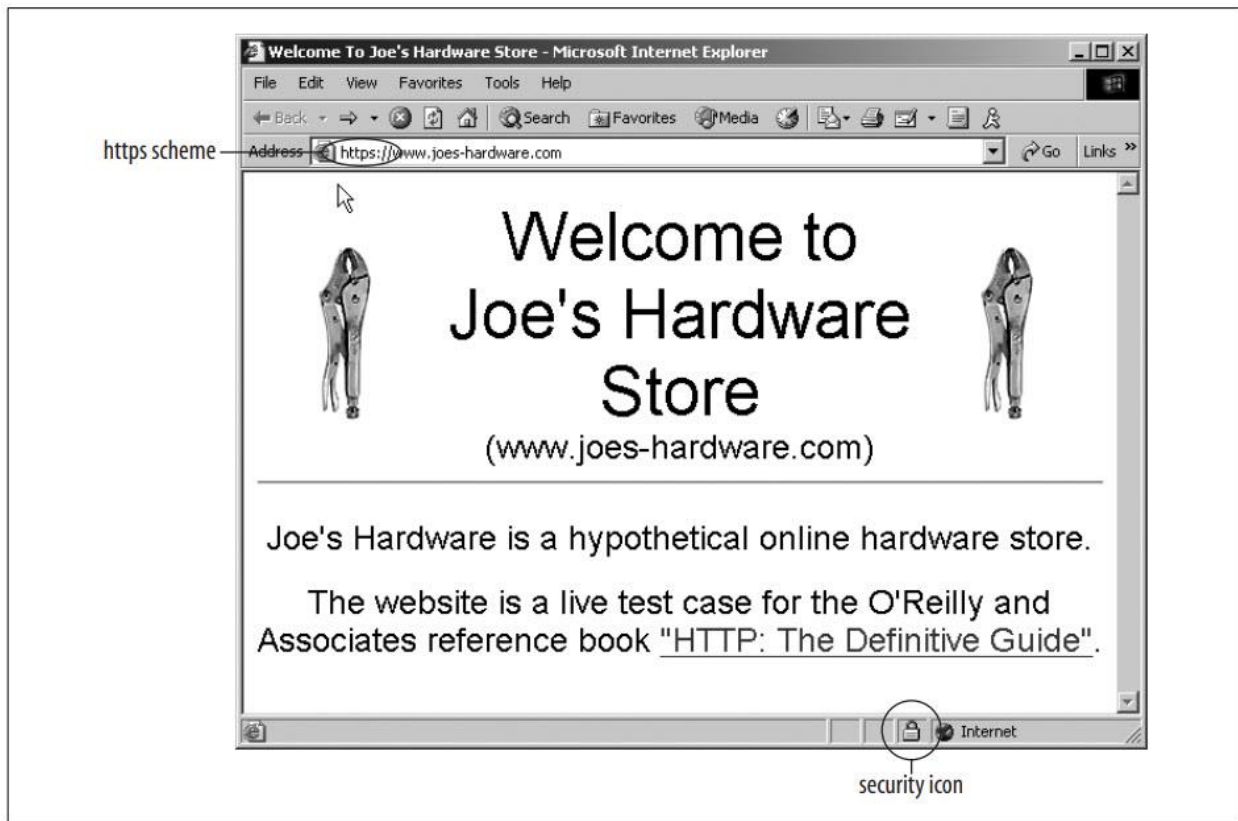 Welcome To Joe's Hardware Store - Microsoft Internet Explorer
File Edit View Favorites Tools Help
Back Search Favorites Media
https scheme
Address https://www.joes-hardware.com Go Links »
Welcome to
Joe's Hardware
Store
(www.joes-hardware.com)
Joe's Hardware is a hypothetical online hardware store.
The website is a live test case for the O'Reilly and
Associates reference book "HTTP: The Definitive Guide".
Internet
security icon